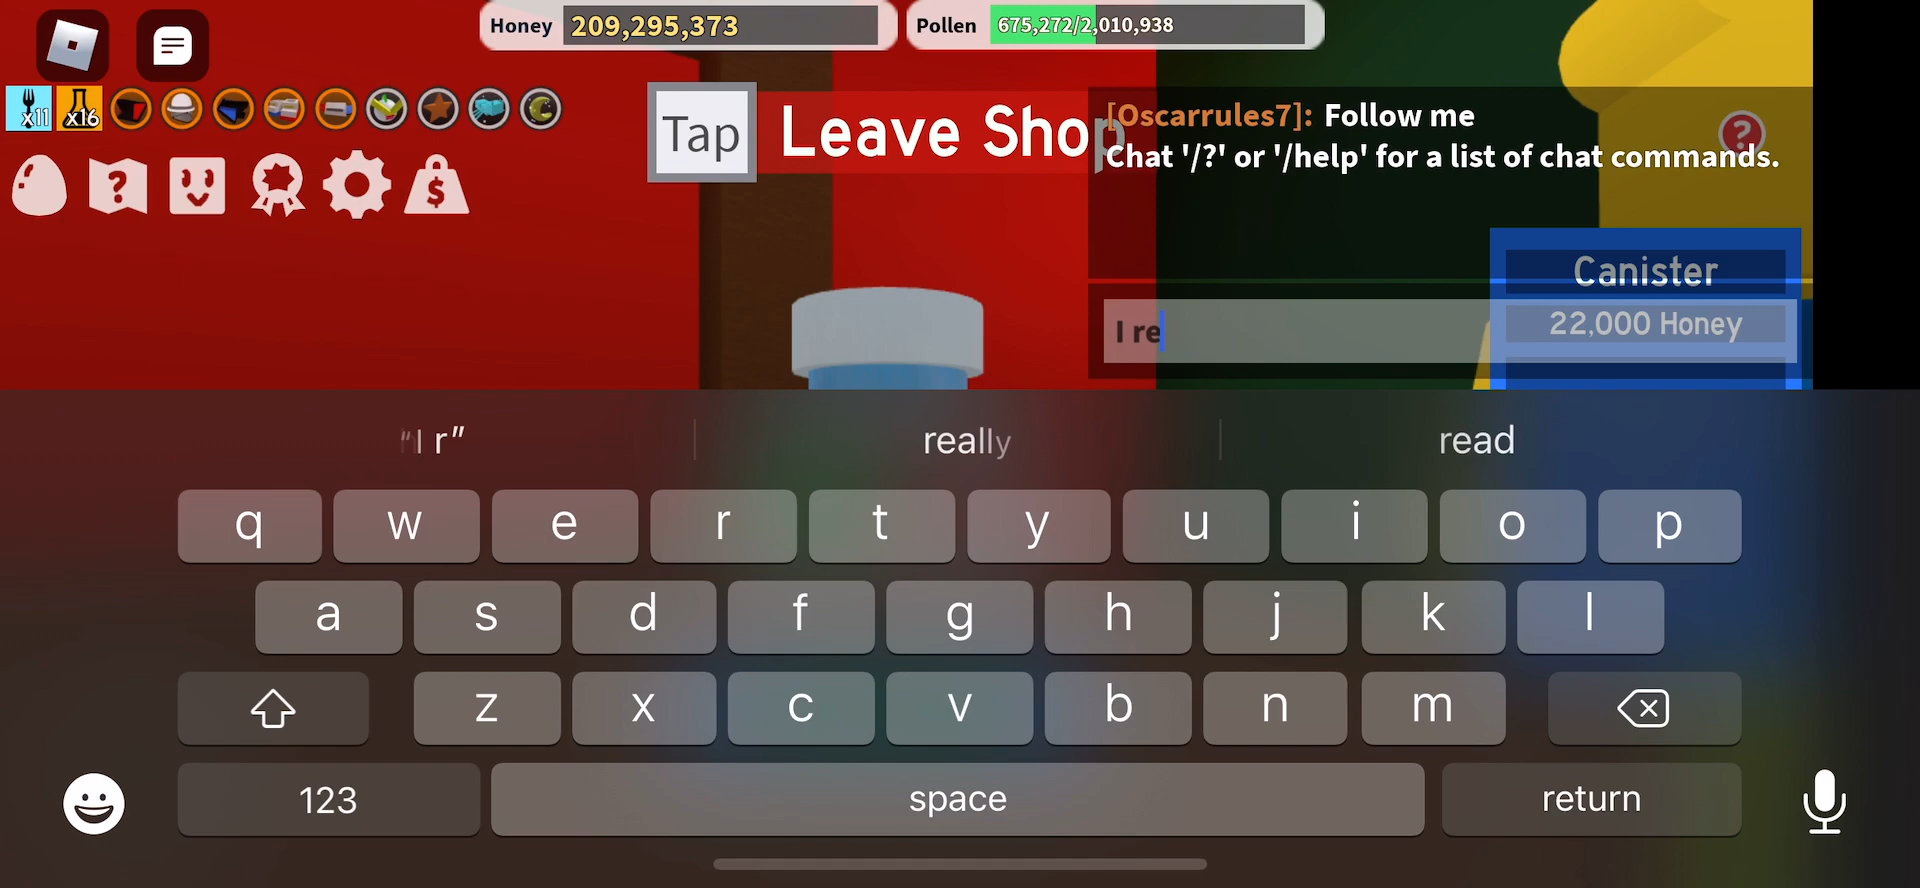 Honey 209,295,373
Pollen 675,272/2,010,938
x11 x16
Tap Leave Shop
[Oscarrules7]: Follow me
Chat '/?' or '/help' for a list of chat commands.
?
?
$
Canister
22,000 Honey
I re
“I r” really read
q w e r t y u i o p
a s d f g h j k l
z x c v b n m
123 space return